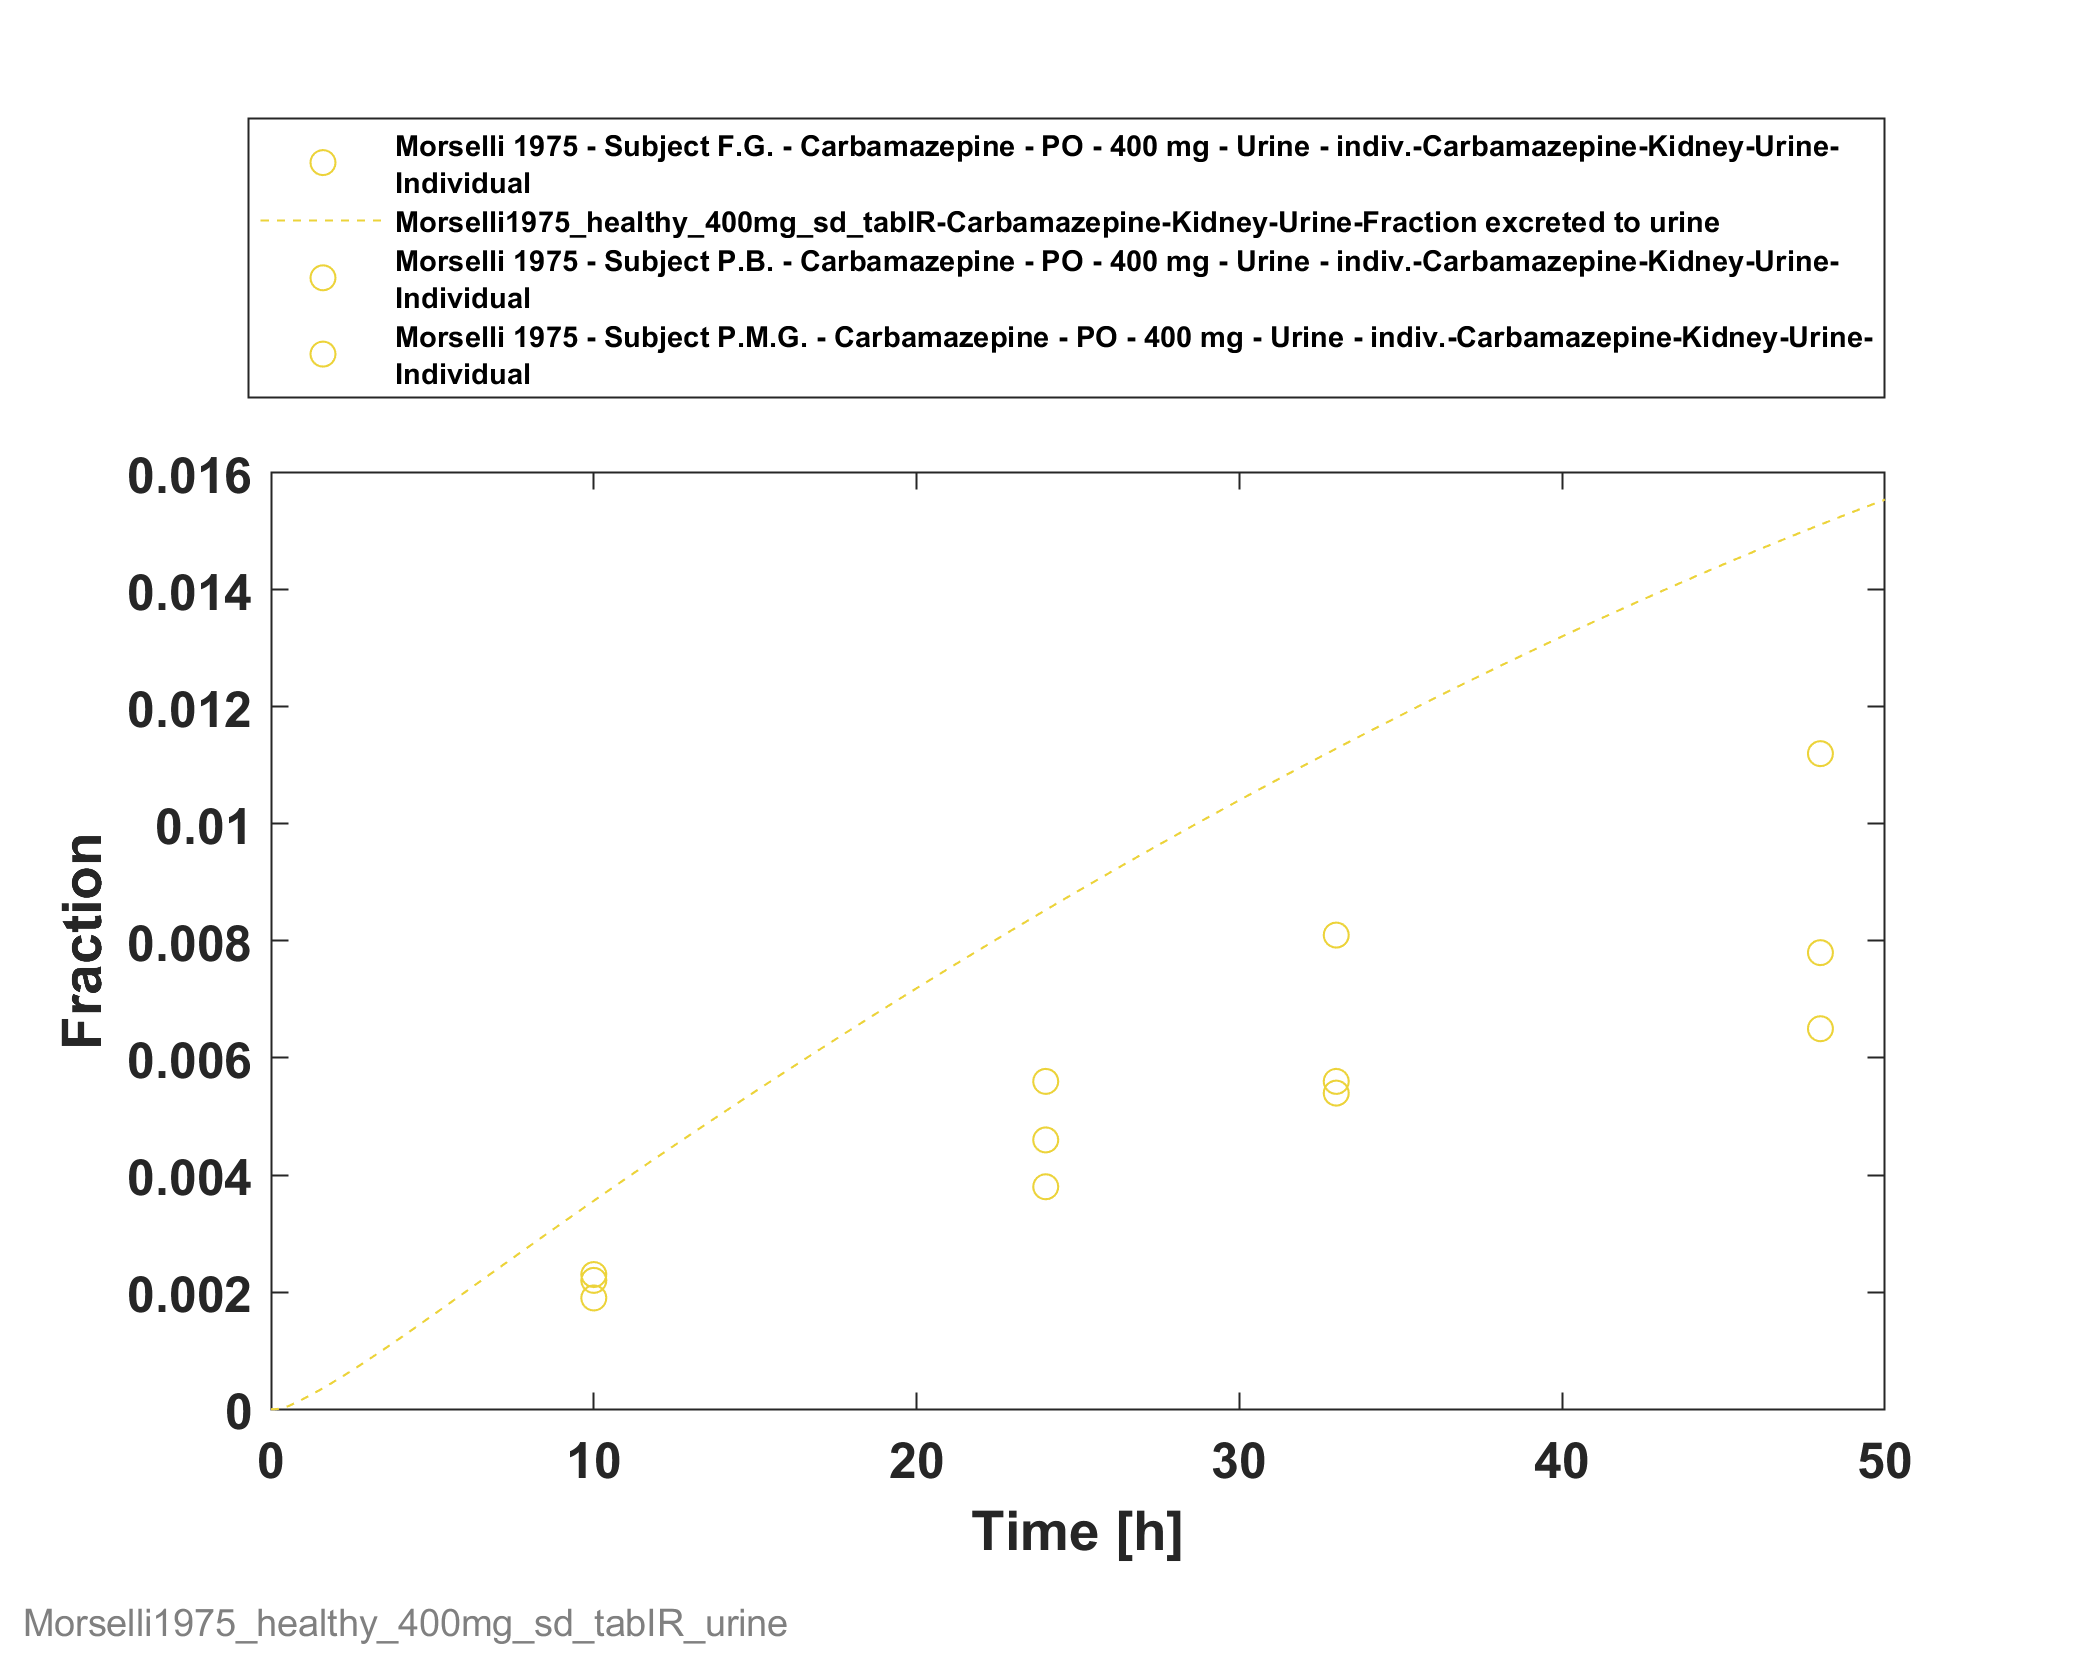 Morselli 1975 - Subject F.G. - Carbamazepine - PO - 400 mg - Urine - indiv.-Carbamazepine-Kidney-Urine-
Individual
Morselli1975_healthy_400mg_sd_tabIR-Carbamazepine-Kidney-Urine-Fraction excreted to urine
Morselli 1975 - Subject P.B. - Carbamazepine - PO - 400 mg - Urine - indiv.-Carbamazepine-Kidney-Urine-
Individual
Morselli 1975 - Subject P.M.G. - Carbamazepine - PO - 400 mg - Urine - indiv.-Carbamazepine-Kidney-Urine-
Individual
0.016
0.014
0.012
0.01
0.008
0.006
0.004
0.002
0
Fraction
0 10 20 30 40 50
Time [h]
Morselli1975_healthy_400mg_sd_tabIR_urine